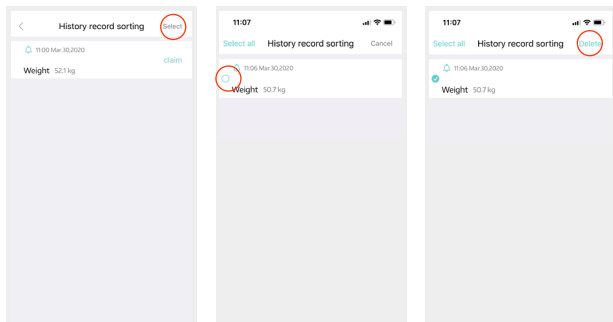 History record sorting Select
11:00 Mar.30,2020
claim
Weight 52.1 kg
11:07
Select all History record sorting Cancel
11:06 Mar.30,2020
Weight 50.7 kg
11:07
Select all History record sorting Delete
11:06 Mar.30,2020
Weight 50.7 kg